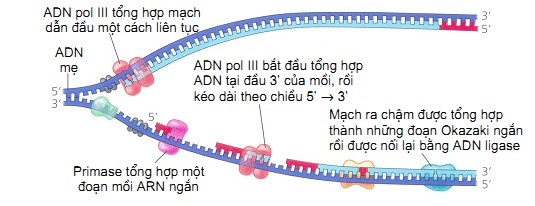 ADN pol III tổng hợp mạch
dẫn đầu một cách liên tục
3'
5'
ADN
mẹ
ADN pol III bắt đầu tổng hợp
ADN tại đầu 3' của mồi, rồi
kéo dài theo chiều 5' → 3'
5'
3'
5'
Mạch ra chậm được tổng hợp
thành những đoạn Okazaki ngắn
rồi được nối lại bằng ADN ligase
Primase tổng hợp một
đoạn mồi ARN ngắn
3'
5'